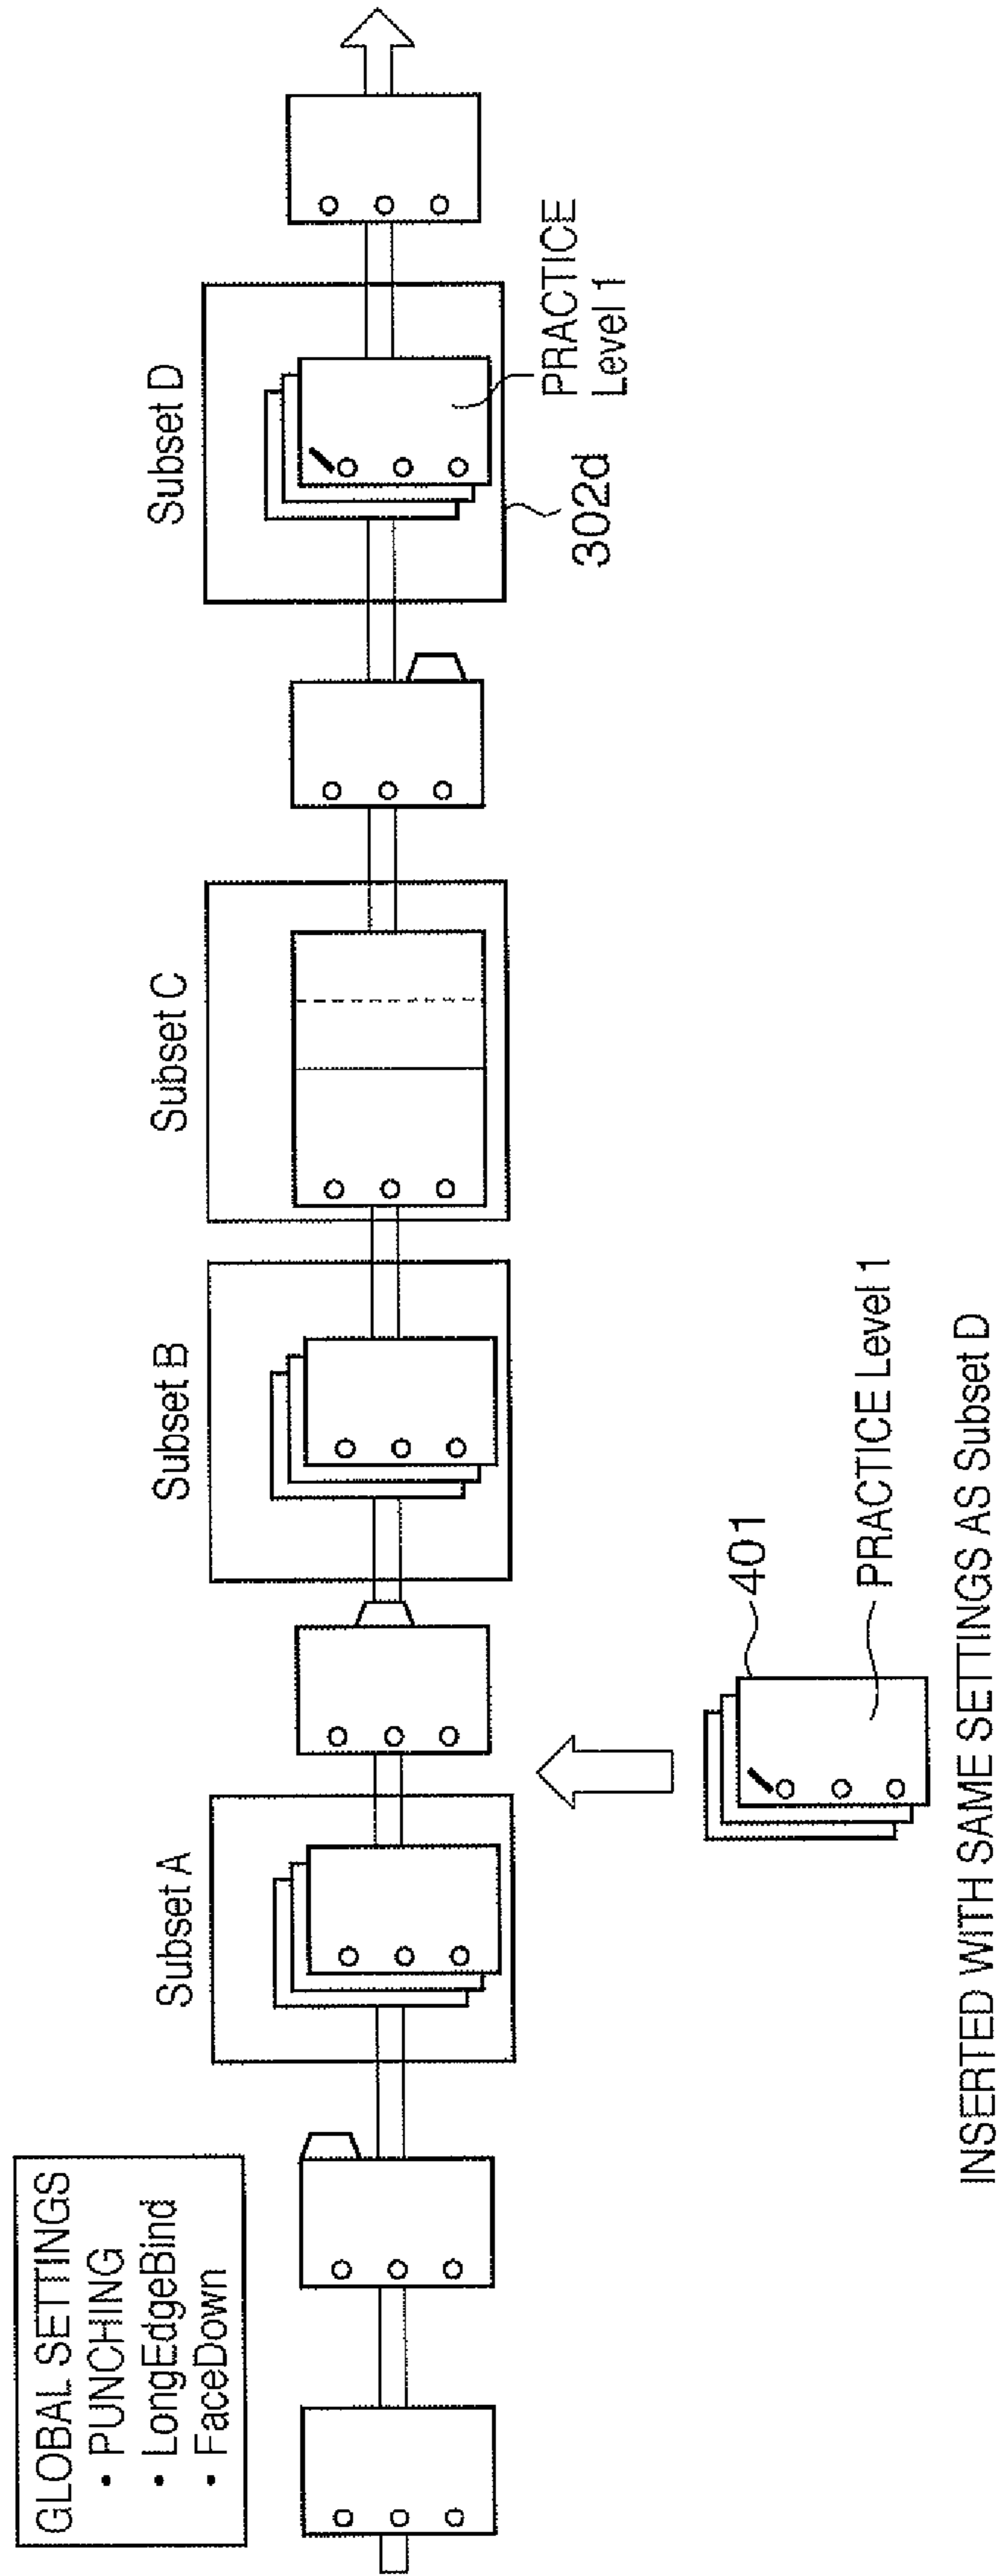 GLOBAL SETTINGS
• PUNCHING
• LongEdgeBind
• FaceDown
Subset A
Subset B
Subset C
Subset D
PRACTICE
Level 1
302d
401
PRACTICE Level 1
INSERTED WITH SAME SETTINGS AS Subset D